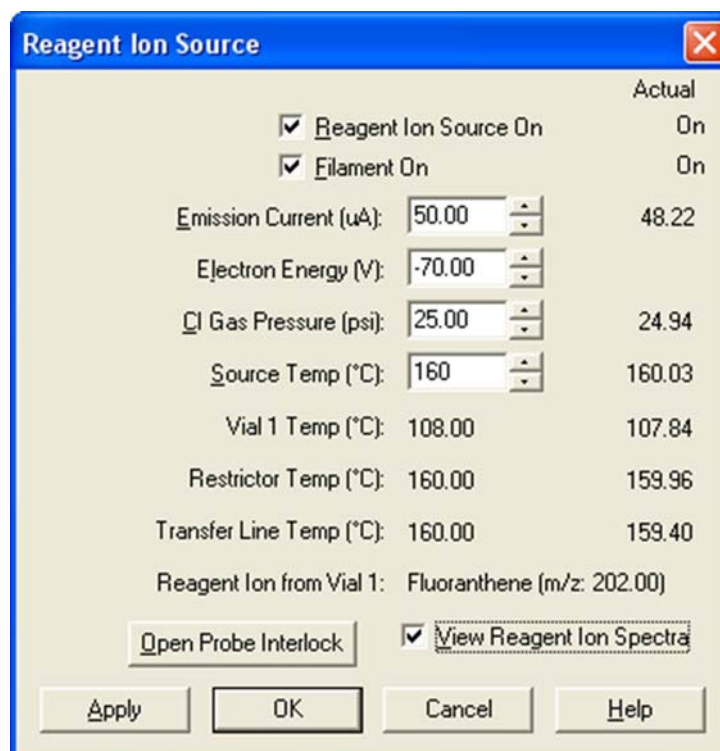 Reagent Ion Source
Actual
Reagent Ion Source On On
Filament On On
Emission Current (uA): 50.00 48.22
Electron Energy (V): -70.00
CI Gas Pressure (psi): 25.00 24.94
Source Temp (°C): 160 160.03
Vial 1 Temp (°C): 108.00 107.84
Restrictor Temp (°C): 160.00 159.96
Transfer Line Temp (°C): 160.00 159.40
Reagent Ion from Vial 1: Fluoranthene (m/z: 202.00)
Open Probe Interlock View Reagent Ion Spectra
Apply OK Cancel Help